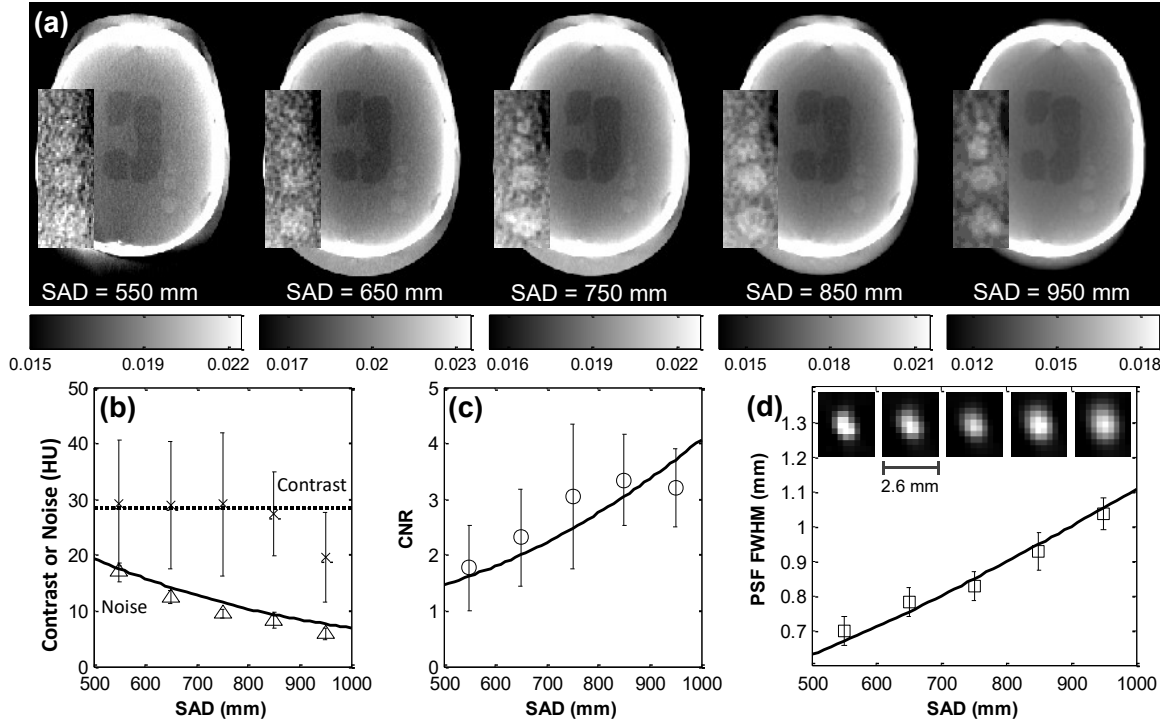 (a)
SAD = 550 mm SAD = 650 mm SAD = 750 mm SAD = 850 mm SAD = 950 mm
0.015 0.019 0.022 0.017 0.02 0.023 0.016 0.019 0.022 0.015 0.018 0.021 0.012 0.015 0.018
(b)
Contrast or Noise (HU)
50
40
30
20
10
0
Contrast
Noise
500 600 700 800 900 1000
SAD (mm)
(c)
CNR
5
4
3
2
1
0
500 600 700 800 900 1000
SAD (mm)
(d)
PSF FWHM (mm)
1.3
1.2
1.1
1
0.9
0.8
0.7
2.6 mm
500 600 700 800 900 1000
SAD (mm)